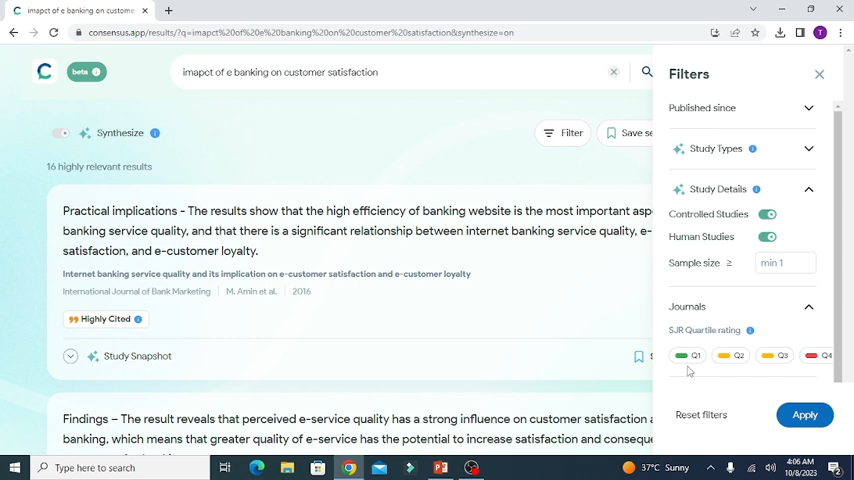 imapct of e banking on customer s
consensus.app/results/?q=imapct%20of%20e%20banking%20on%20customer%20satisfaction&synthesize=on
T
beta
imapct of e banking on customer satisfaction
Filters
Published since
Synthesize
Filter
Save se
Study Types
16 highly relevant results
Study Details
Practical implications - The results show that the high efficiency of banking website is the most important aspe
banking service quality, and that there is a significant relationship between internet banking service quality, e-
satisfaction, and e-customer loyalty.
Controlled Studies
Human Studies
Sample size ≥ min 1
Internet banking service quality and its implication on e-customer satisfaction and e-customer loyalty
International Journal of Bank Marketing M. Amin et al. 2016
Highly Cited
Journals
SJR Quartile rating
Q1 Q2 Q3 Q4
Study Snapshot
S
Reset filters
Apply
Findings – The result reveals that perceived e-service quality has a strong influence on customer satisfaction a
banking, which means that greater quality of e-service has the potential to increase satisfaction and conseque
Type here to search
37°C Sunny
4:06 AM
10/8/2023
2